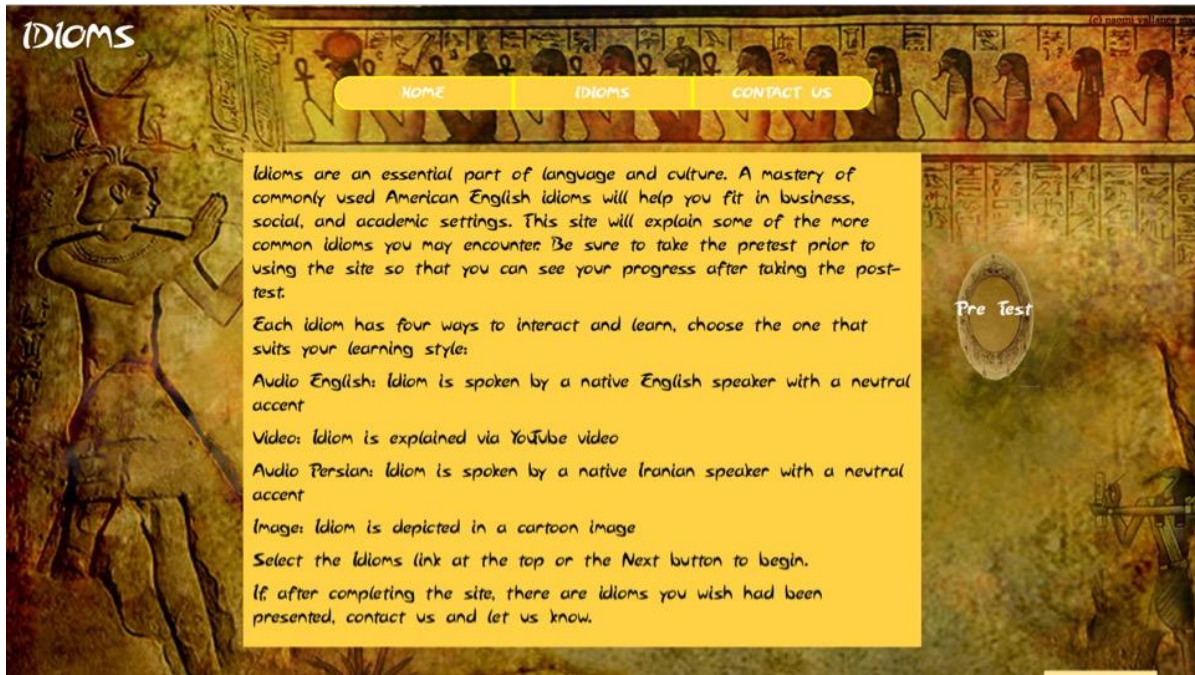 (c) naomi vallance
IDIOMS
HOME
IDIOMS
CONTACT US
Idioms are an essential part of language and culture. A mastery of
commonly used American English idioms will help you fit in business,
social, and academic settings. This site will explain some of the more
common idioms you may encounter. Be sure to take the pretest prior to
using the site so that you can see your progress after taking the post-
test.
Each idiom has four ways to interact and learn, choose the one that
suits your learning style:
Audio English: Idiom is spoken by a native English speaker with a neutral
accent
Video: Idiom is explained via YouTube video
Audio Persian: Idiom is spoken by a native Iranian speaker with a neutral
accent
Image: Idiom is depicted in a cartoon image
Select the Idioms link at the top or the Next button to begin.
If after completing the site, there are idioms you wish had been
presented, contact us and let us know.
Pre Test